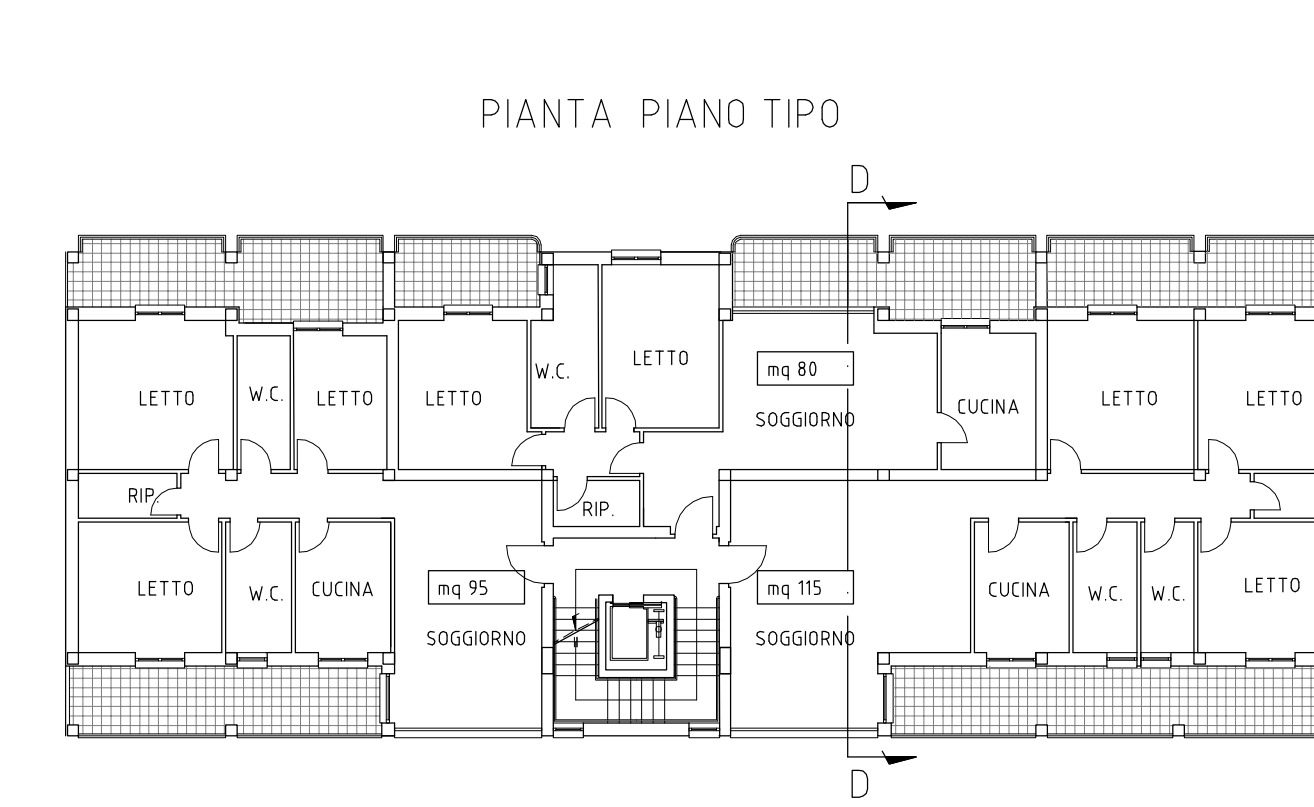 PIANTA PIANO TIPO
D
LETTO
mq 80
W.C.
W.C.
LETTO
LETTO
LETTO
SOGGIORNO
CUCINA
LETTO
LETTO
RIP.
RIP.
LETTO
W.C.
CUCINA
mq 95
mq 115
CUCINA
W.C.
W.C.
LETTO
SOGGIORNO
SOGGIORNO
D